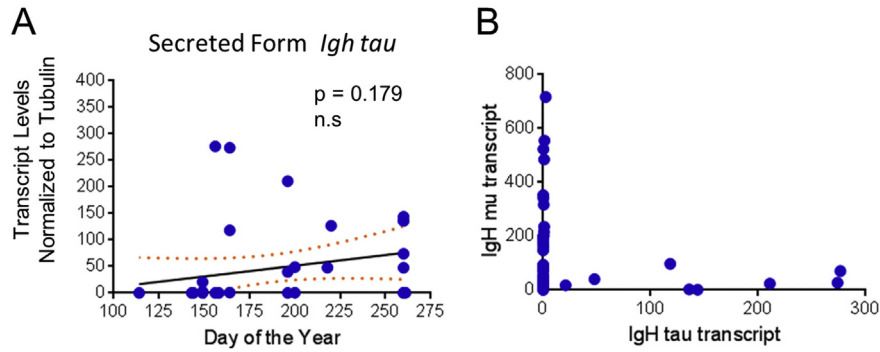 A
Secreted Form Igh tau
p = 0.179
n.s
Transcript Levels
Normalized to Tubulin
400
350
300
250
200
150
100
50
0
100 125 150 175 200 225 250 275
Day of the Year
B
IgH mu transcript
800
600
400
200
0
0 100 200 300
IgH tau transcript